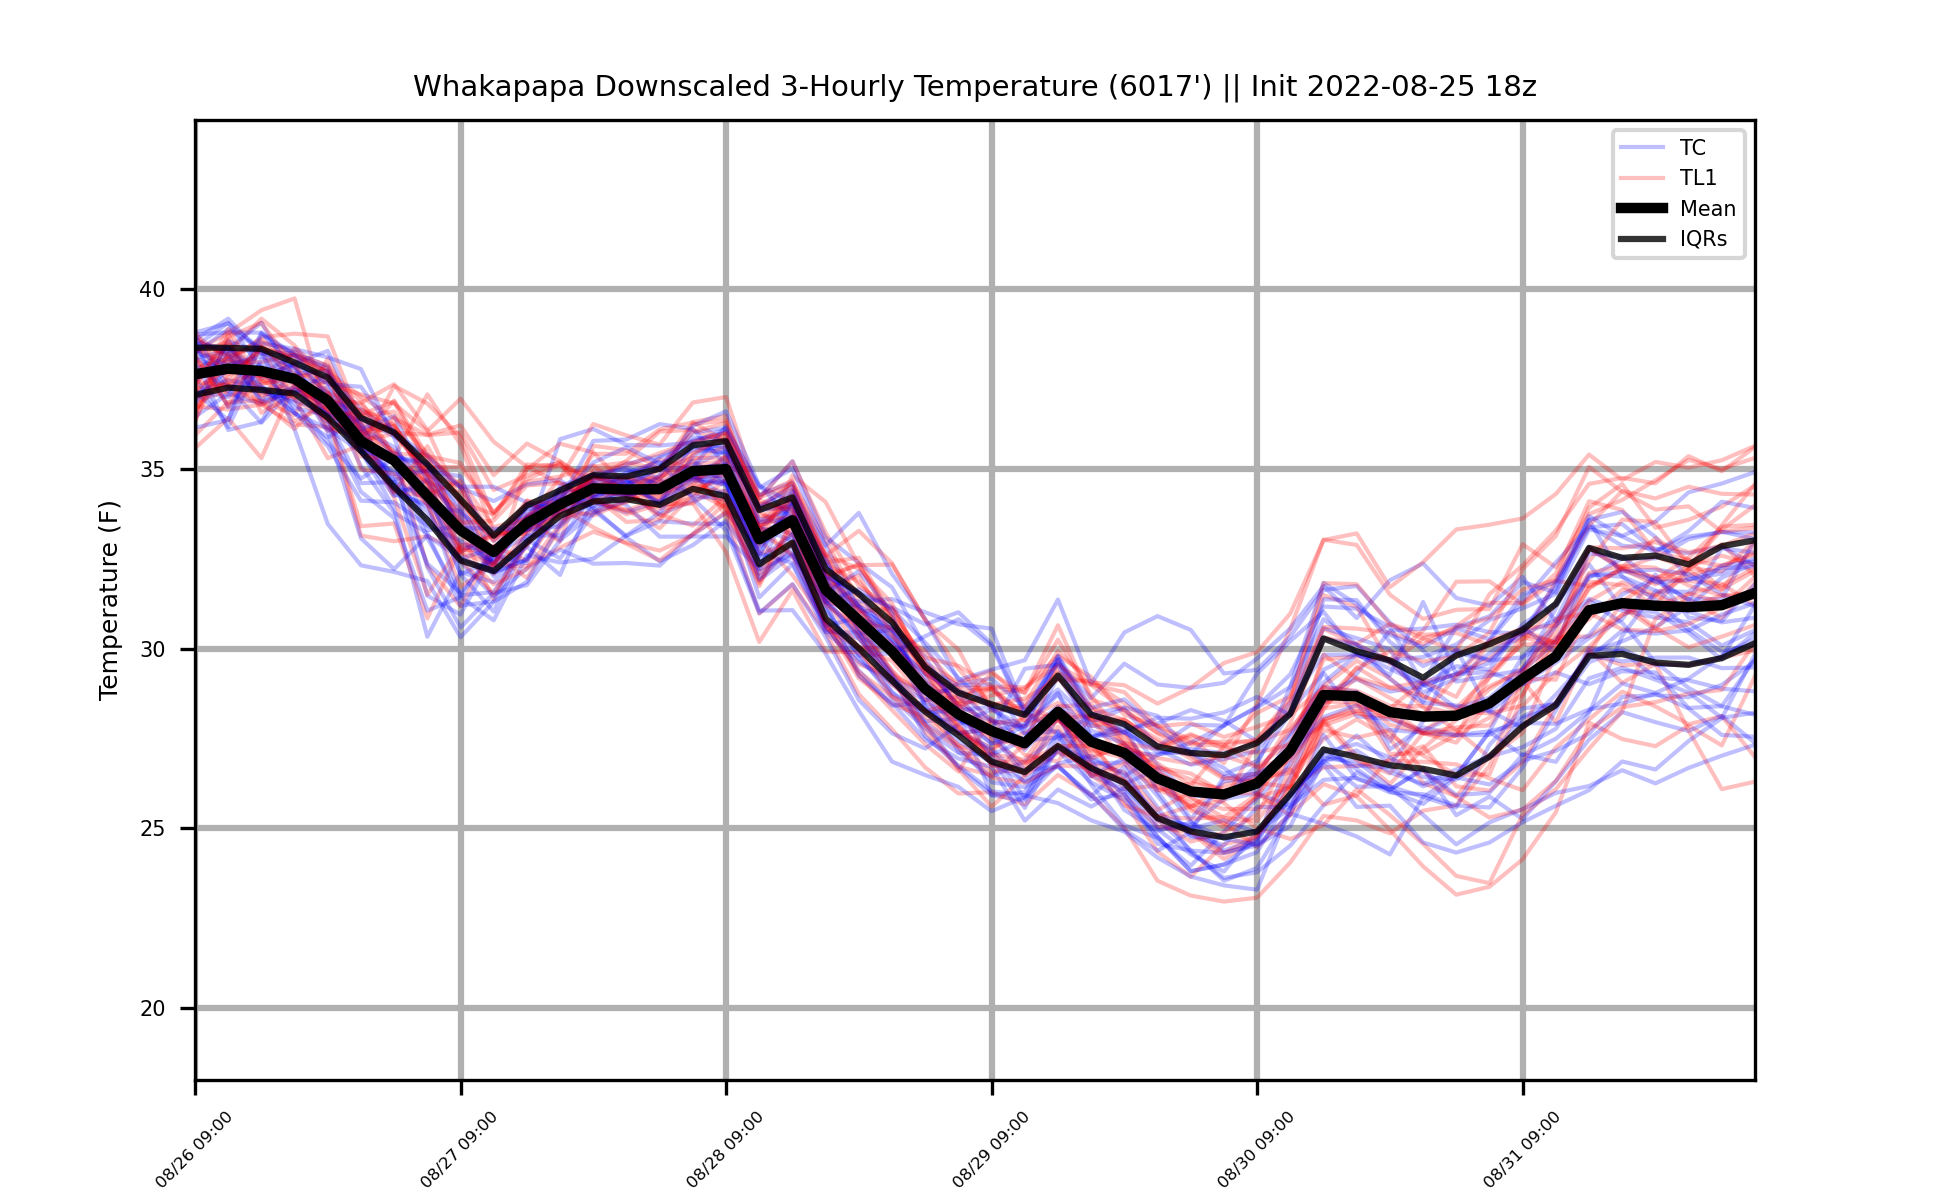 Whakapapa Downscaled 3-Hourly Temperature (6017') || Init 2022-08-25 18z
TC
TL1
Mean
IQRs
Temperature (F)
40
35
30
25
20
08/26 09:00
08/27 09:00
08/28 09:00
08/29 09:00
08/30 09:00
08/31 09:00